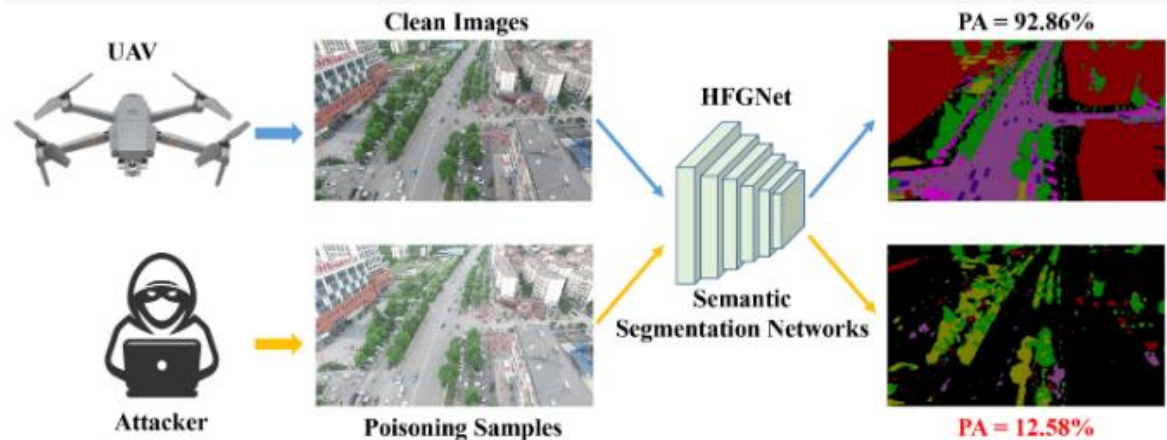 Clean Images
PA = 92.86%
UAV
HFGNet
Semantic
Segmentation Networks
Attacker
Poisoning Samples
PA = 12.58%